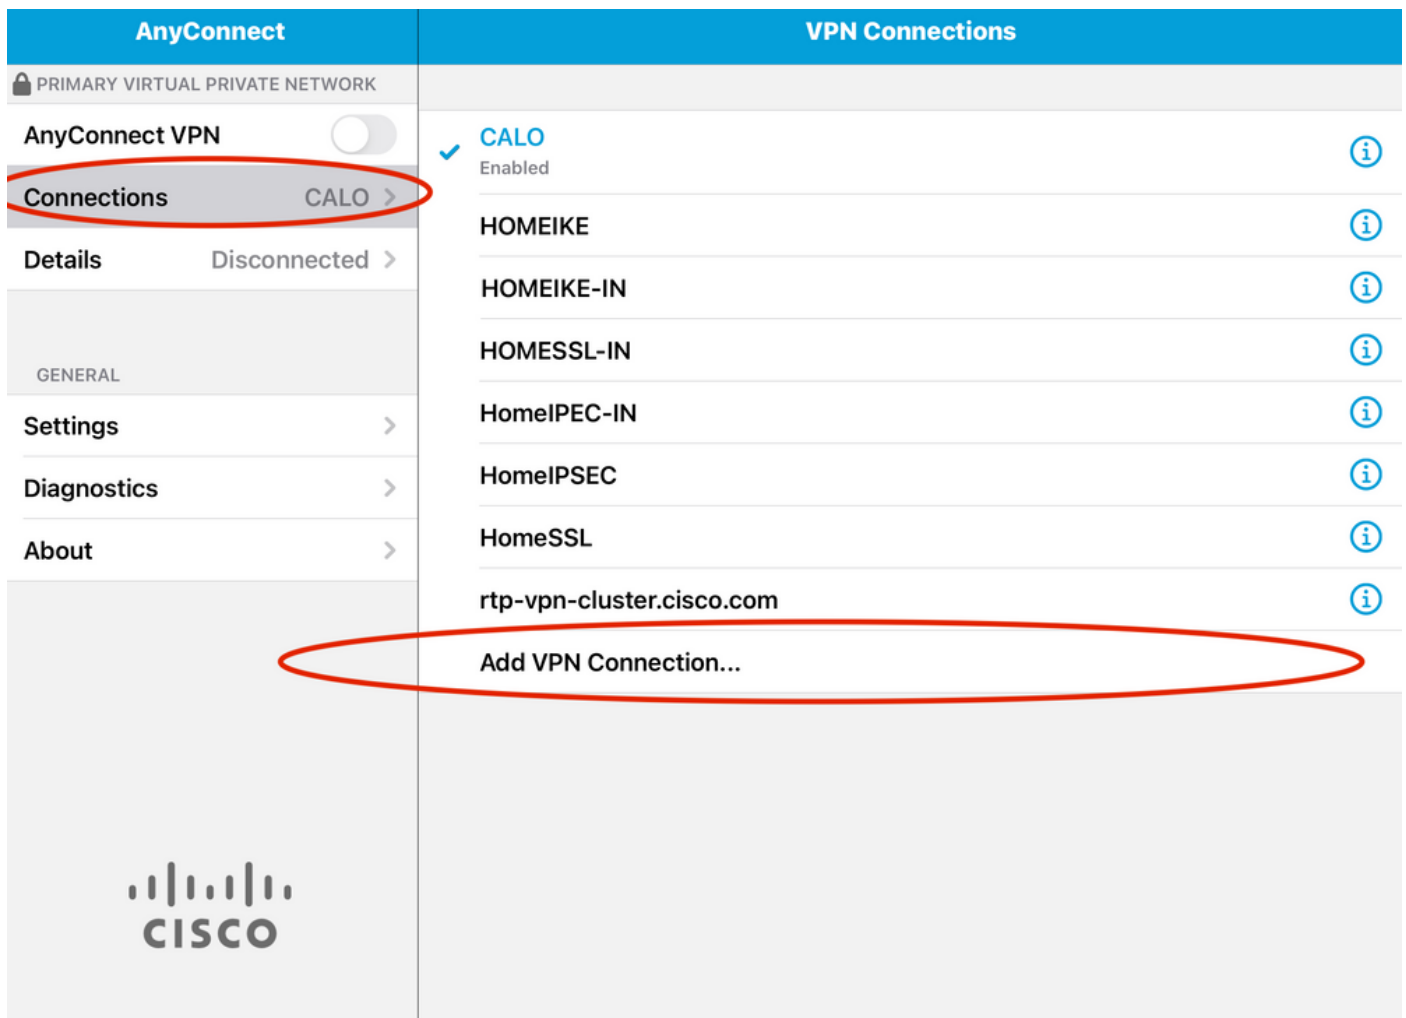 AnyConnect
PRIMARY VIRTUAL PRIVATE NETWORK
AnyConnect VPN
Connections CALO
Details Disconnected
GENERAL
Settings
Diagnostics
About
CISCO
VPN Connections
CALO
Enabled
HOMEIKE
HOMEIKE-IN
HOMESSL-IN
HomeIPEC-IN
HomeIPSEC
HomeSSL
rtp-vpn-cluster.cisco.com
Add VPN Connection...